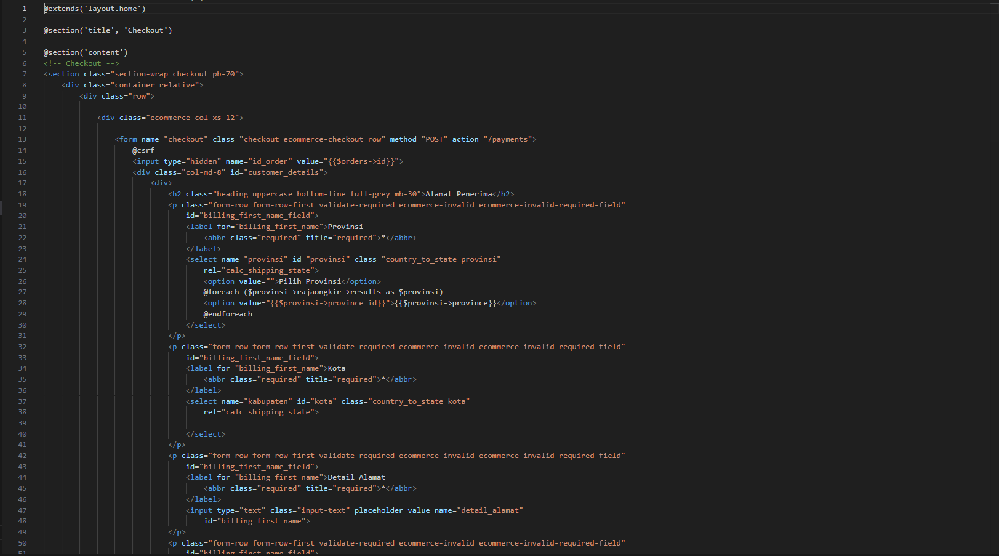 1 @extends('layout.home')
2
3 @section('title', 'Checkout')
4
5 @section('content')
6 <!-- Checkout -->
7 <section class="section-wrap checkout pb-70">
8 <div class="container relative">
9 <div class="row">
10
11 <div class="ecommerce col-xs-12">
12
13 <form name="checkout" class="checkout ecommerce-checkout row" method="POST" action="/payments">
14 @csrf
15 <input type="hidden" name="id_order" value="{{$orders->id}}">
16 <div class="col-md-8" id="customer_details">
17 <div>
18 <h2 class="heading uppercase bottom-line full-grey mb-30">Alamat Penerima</h2>
19 <p class="form-row form-row-first validate-required ecommerce-invalid ecommerce-invalid-required-field"
20 id="billing_first_name_field">
21 <label for="billing_first_name">Provinsi
22 <abbr class="required" title="required">*</abbr>
23 </label>
24 <select name="provinsi" id="provinsi" class="country_to_state provinsi"
25 rel="calc_shipping_state">
26 <option value="">Pilih Provinsi</option>
27 @foreach ($provinsi->rajaongkir->results as $provinsi)
28 <option value="{{$provinsi->province_id}}">{{$provinsi->province}}</option>
29 @endforeach
30 </select>
31 </p>
32 <p class="form-row form-row-first validate-required ecommerce-invalid ecommerce-invalid-required-field"
33 id="billing_first_name_field">
34 <label for="billing_first_name">Kota
35 <abbr class="required" title="required">*</abbr>
36 </label>
37 <select name="kabupaten" id="kota" class="country_to_state kota"
38 rel="calc_shipping_state">
39
40 </select>
41 </p>
42 <p class="form-row form-row-first validate-required ecommerce-invalid ecommerce-invalid-required-field"
43 id="billing_first_name_field">
44 <label for="billing_first_name">Detail Alamat
45 <abbr class="required" title="required">*</abbr>
46 </label>
47 <input type="text" class="input-text" placeholder value name="detail_alamat"
48 id="billing_first_name">
49 </p>
50 <p class="form-row form-row-first validate-required ecommerce-invalid ecommerce-invalid-required-field"
51 id="billing_first_name_field">